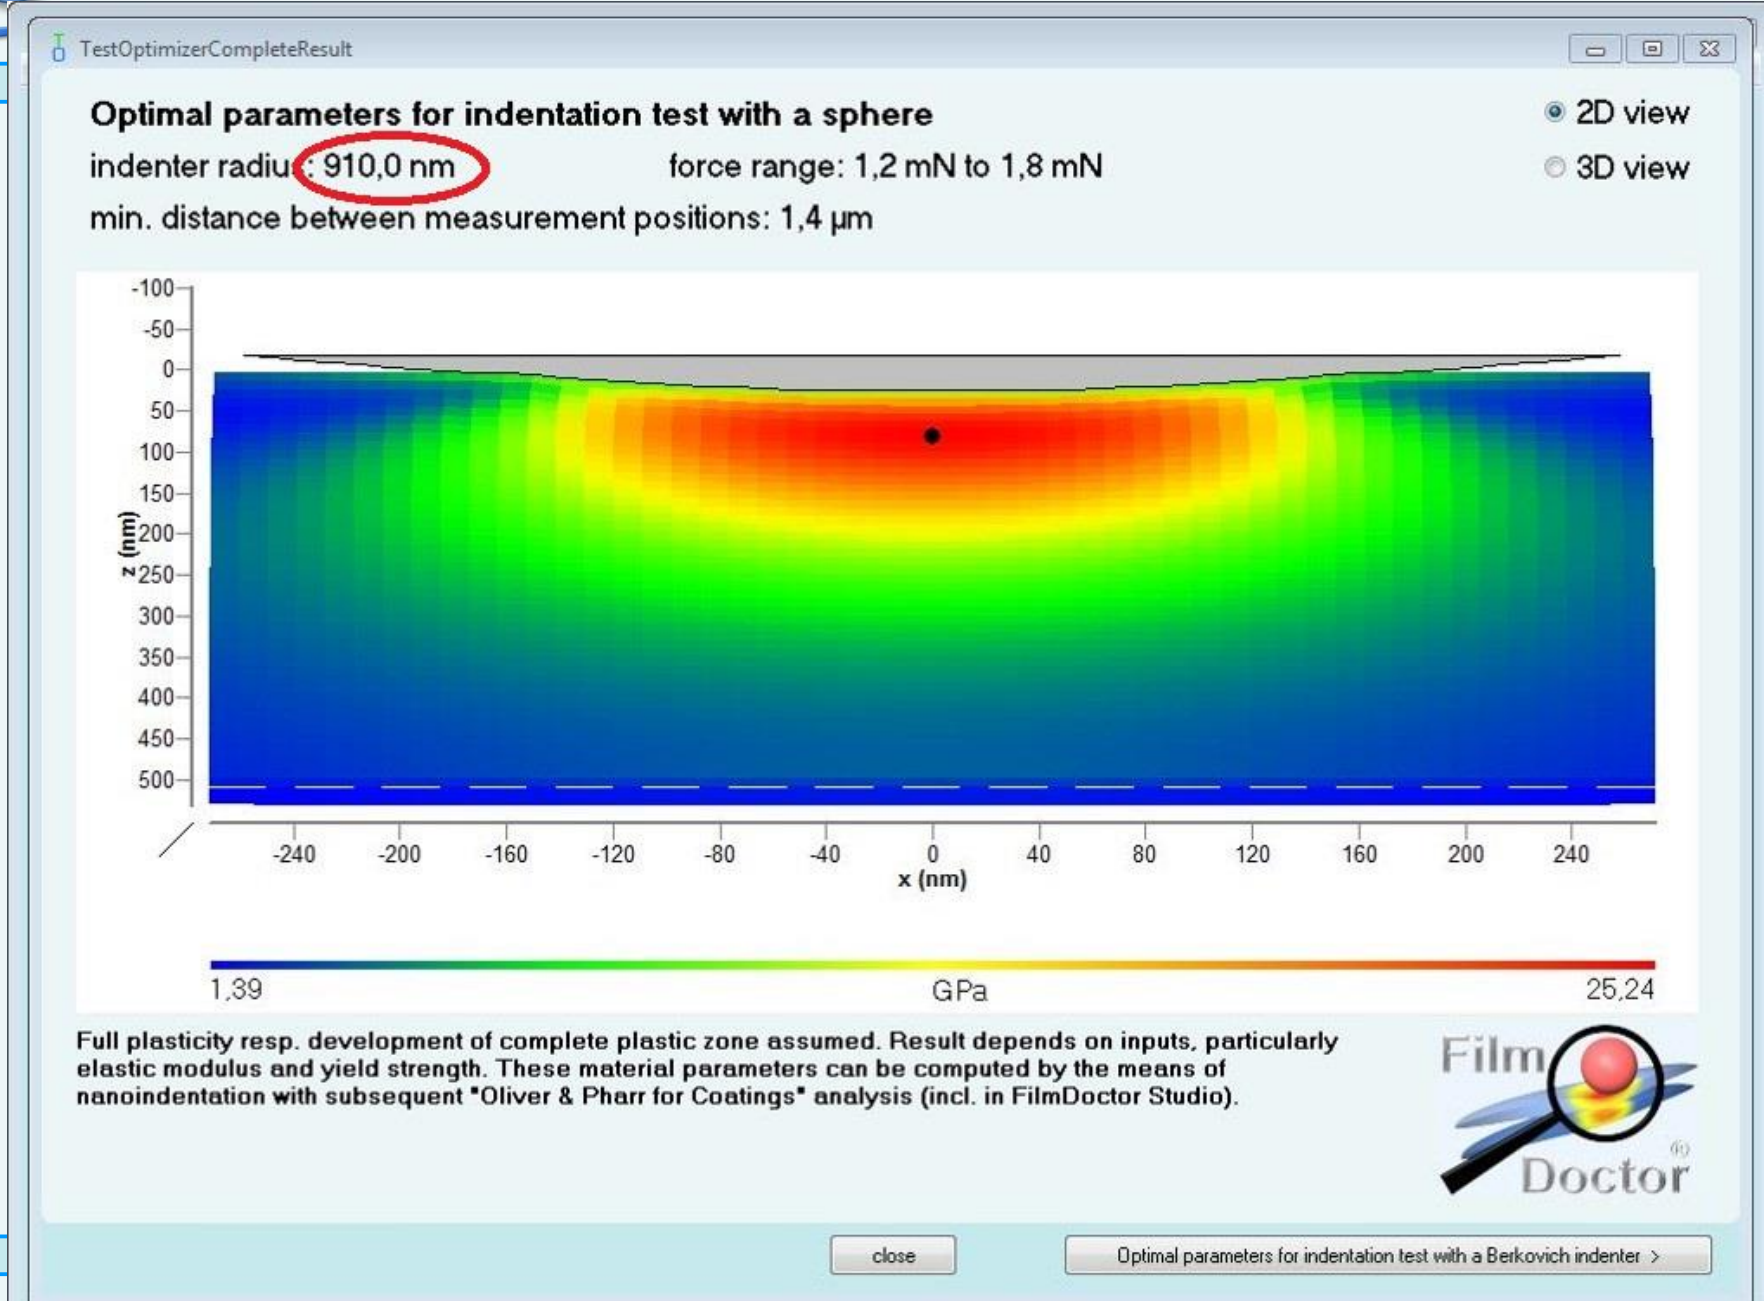 TestOptimizerCompleteResult
Optimal parameters for indentation test with a sphere
2D view
indenter radius: 910,0 nm
force range: 1,2 mN to 1,8 mN
3D view
min. distance between measurement positions: 1,4 µm
-100
-50
0
50
100
150
200
250
300
350
400
450
500
z (nm)
-240 -200 -160 -120 -80 -40 0 40 80 120 160 200 240
x (nm)
1,39 GPa 25,24
Full plasticity resp. development of complete plastic zone assumed. Result depends on inputs, particularly
elastic modulus and yield strength. These material parameters can be computed by the means of
nanoindentation with subsequent "Oliver & Pharr for Coatings" analysis (incl. in FilmDoctor Studio).
Film
Doctor ®
close
Optimal parameters for indentation test with a Berkovich indenter >